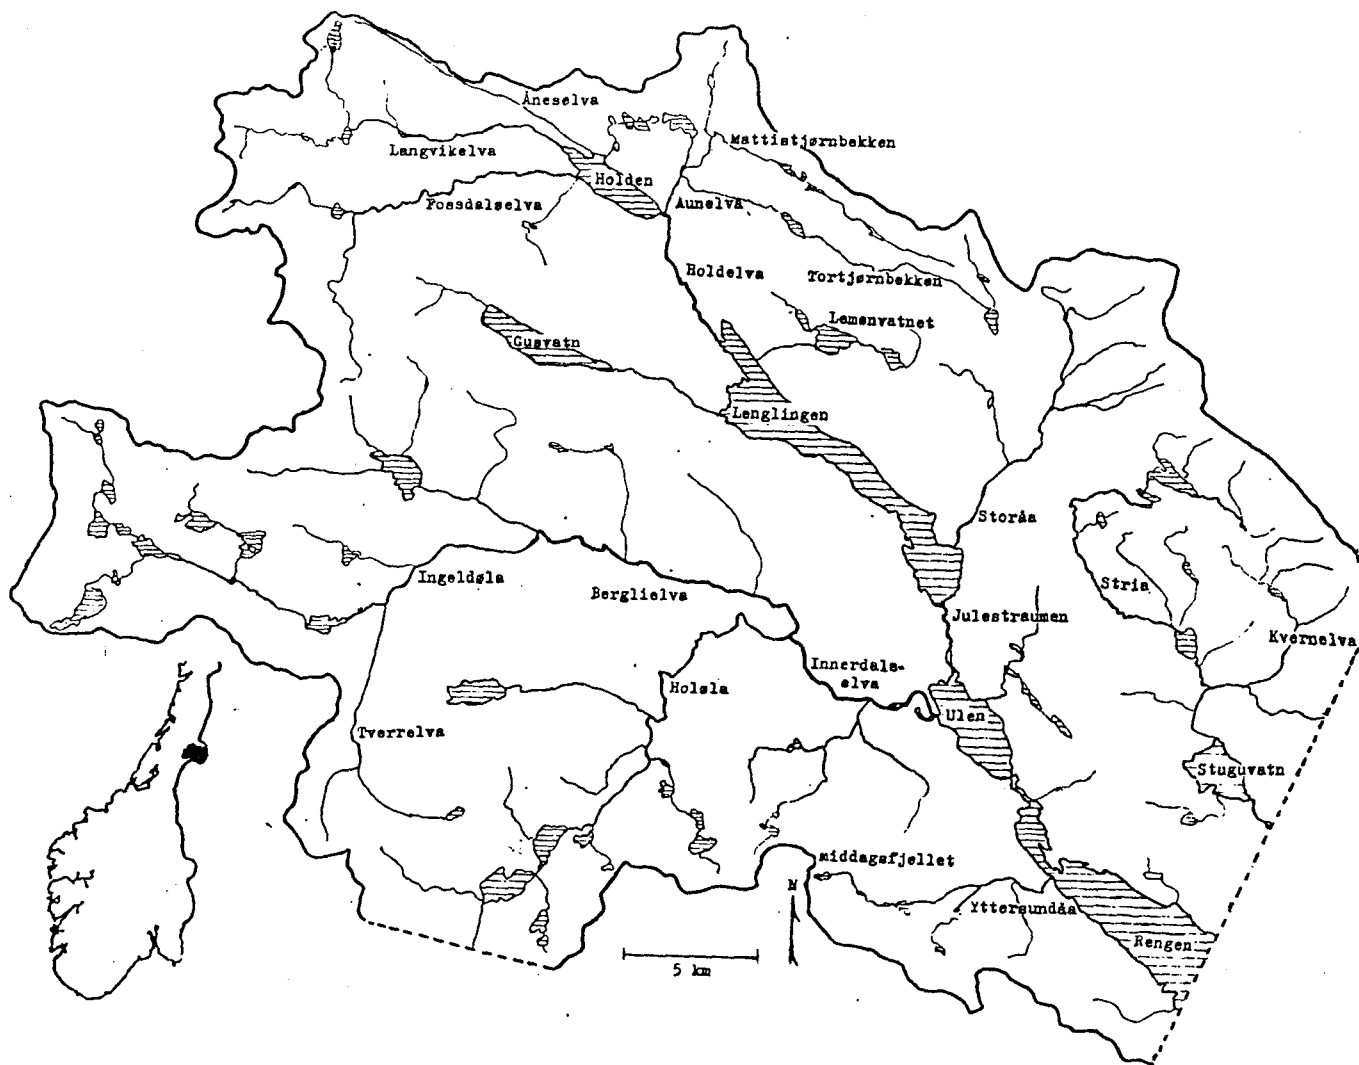 Åneselva
Mattistjørnbekken
Langvikelva
Holden
Fossdalselva
Aunelva
Holdelva
Tortjørnbekken
Lemenvatnet
Gusvatn
Lenglingen
Storåa
Ingeldøla
Stria
Berglielva
Julestraumen
Kvernelva
Innerdals-
elva
Holøla
Ulen
Tverrelva
Stuguvatn
middagsfjellet
N
Yttersundåa
Rengen
5 km